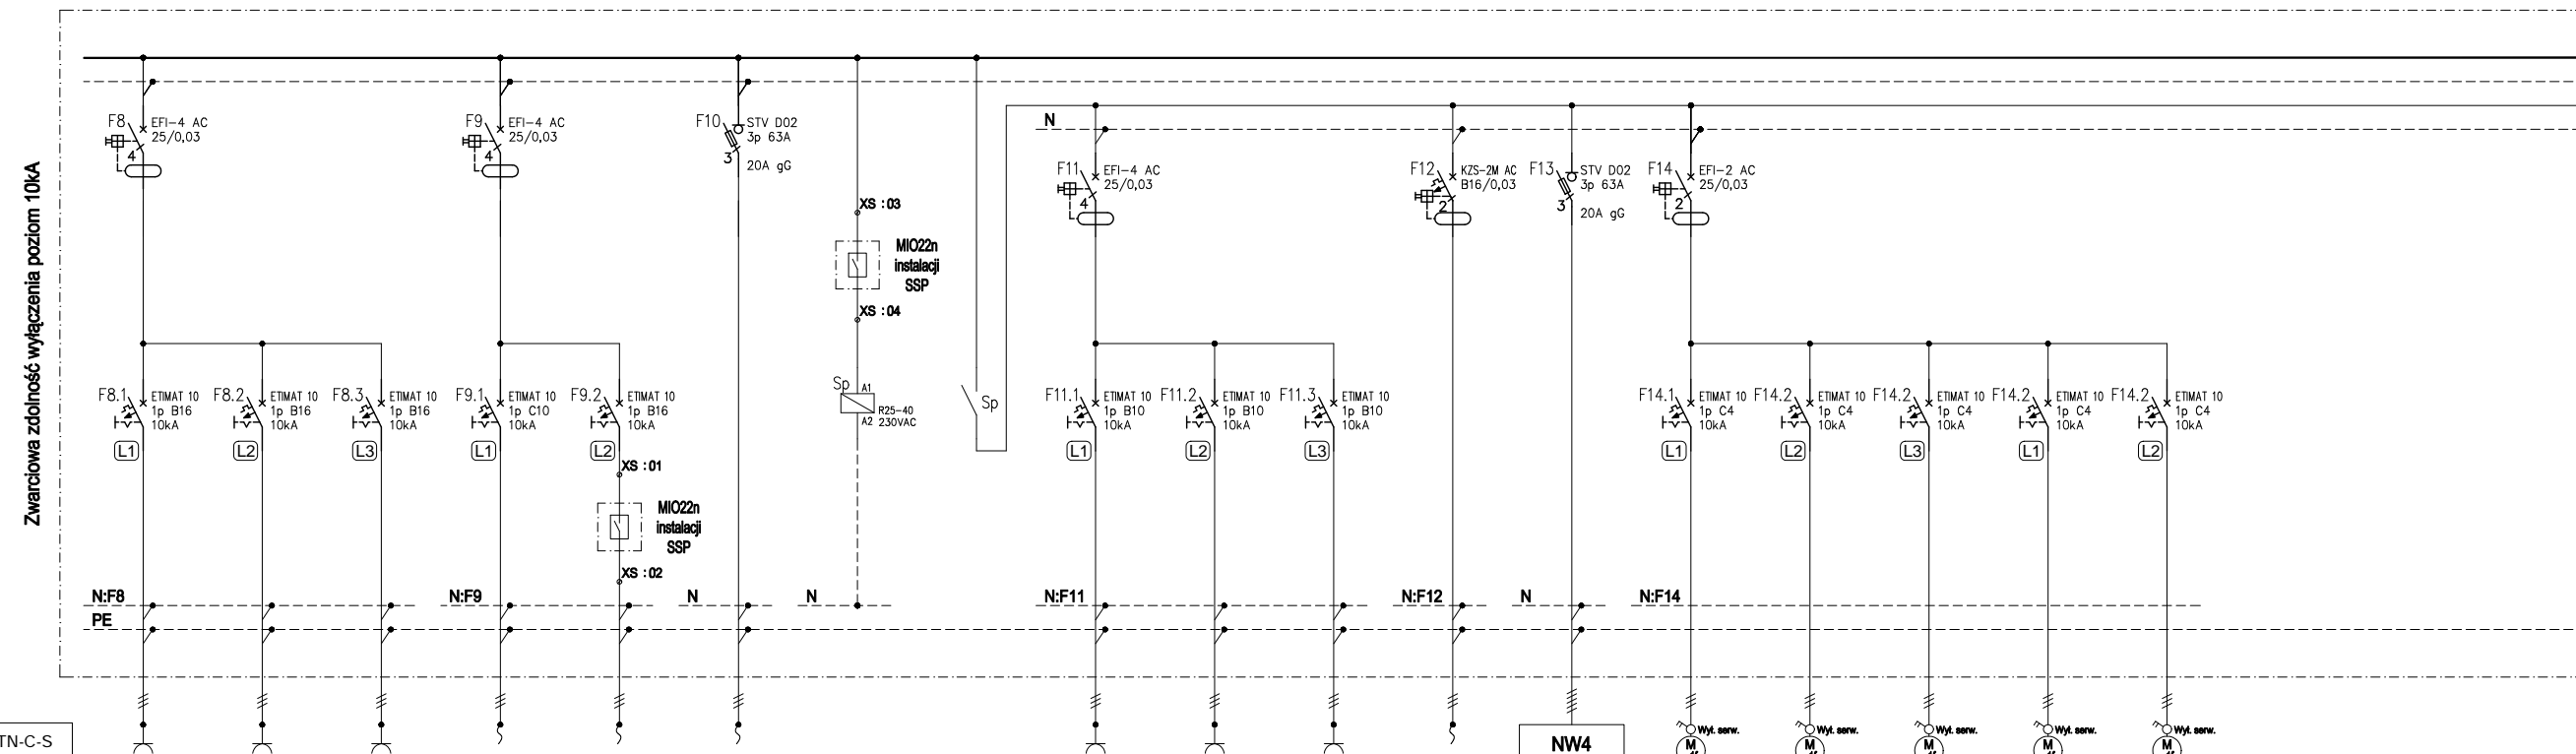 Zwarciowa zdolność wyłączenia poziom 10kA
F8
EFI-4 AC
25/0,03
4
F9
EFI-4 AC
25/0,03
4
F10
STV D02
3p 63A
3
20A gG
XS :03
MIO22n
instalacji
SSP
XS :04
N
F11
EFI-4 AC
25/0,03
4
F12
KZS-2M AC
B16/0,03
2
F13
STV D02
3p 63A
3
20A gG
F14
EFI-2 AC
25/0,03
2
F8.1
ETIMAT 10
1p B16
10kA
L1
F8.2
ETIMAT 10
1p B16
10kA
L2
F8.3
ETIMAT 10
1p B16
10kA
L3
F9.1
ETIMAT 10
1p C10
10kA
L1
F9.2
ETIMAT 10
1p B16
10kA
L2
XS :01
MIO22n
instalacji
SSP
XS :02
Sp
A1
R25-40
A2 230VAC
Sp
F11.1
ETIMAT 10
1p B10
10kA
L1
F11.2
ETIMAT 10
1p B10
10kA
L2
F11.3
ETIMAT 10
1p B10
10kA
L3
F14.1
ETIMAT 10
1p C4
10kA
L1
F14.2
ETIMAT 10
1p C4
10kA
L2
F14.2
ETIMAT 10
1p C4
10kA
L3
F14.2
ETIMAT 10
1p C4
10kA
L1
F14.2
ETIMAT 10
1p C4
10kA
L2
N:F8
N:F9
N
N
N:F11
N:F12
N
N:F14
PE
TN-C-S
NW4
Wył. serw.
M
Wył. serw.
M
Wył. serw.
M
Wył. serw.
M
Wył. serw.
M